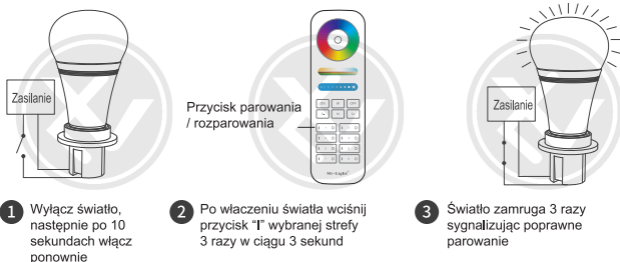 Zasilanie
Przycisk parowania
/ rozparowania
Zasilanie
1 Wyłącz światło,
następnie po 10
sekundach włącz
ponownie
2 Po właczeniu światła wciśnij
przycisk "I" wybranej strefy
3 razy w ciągu 3 sekund
3 Światło zamruga 3 razy
sygnalizując poprawne
parowanie